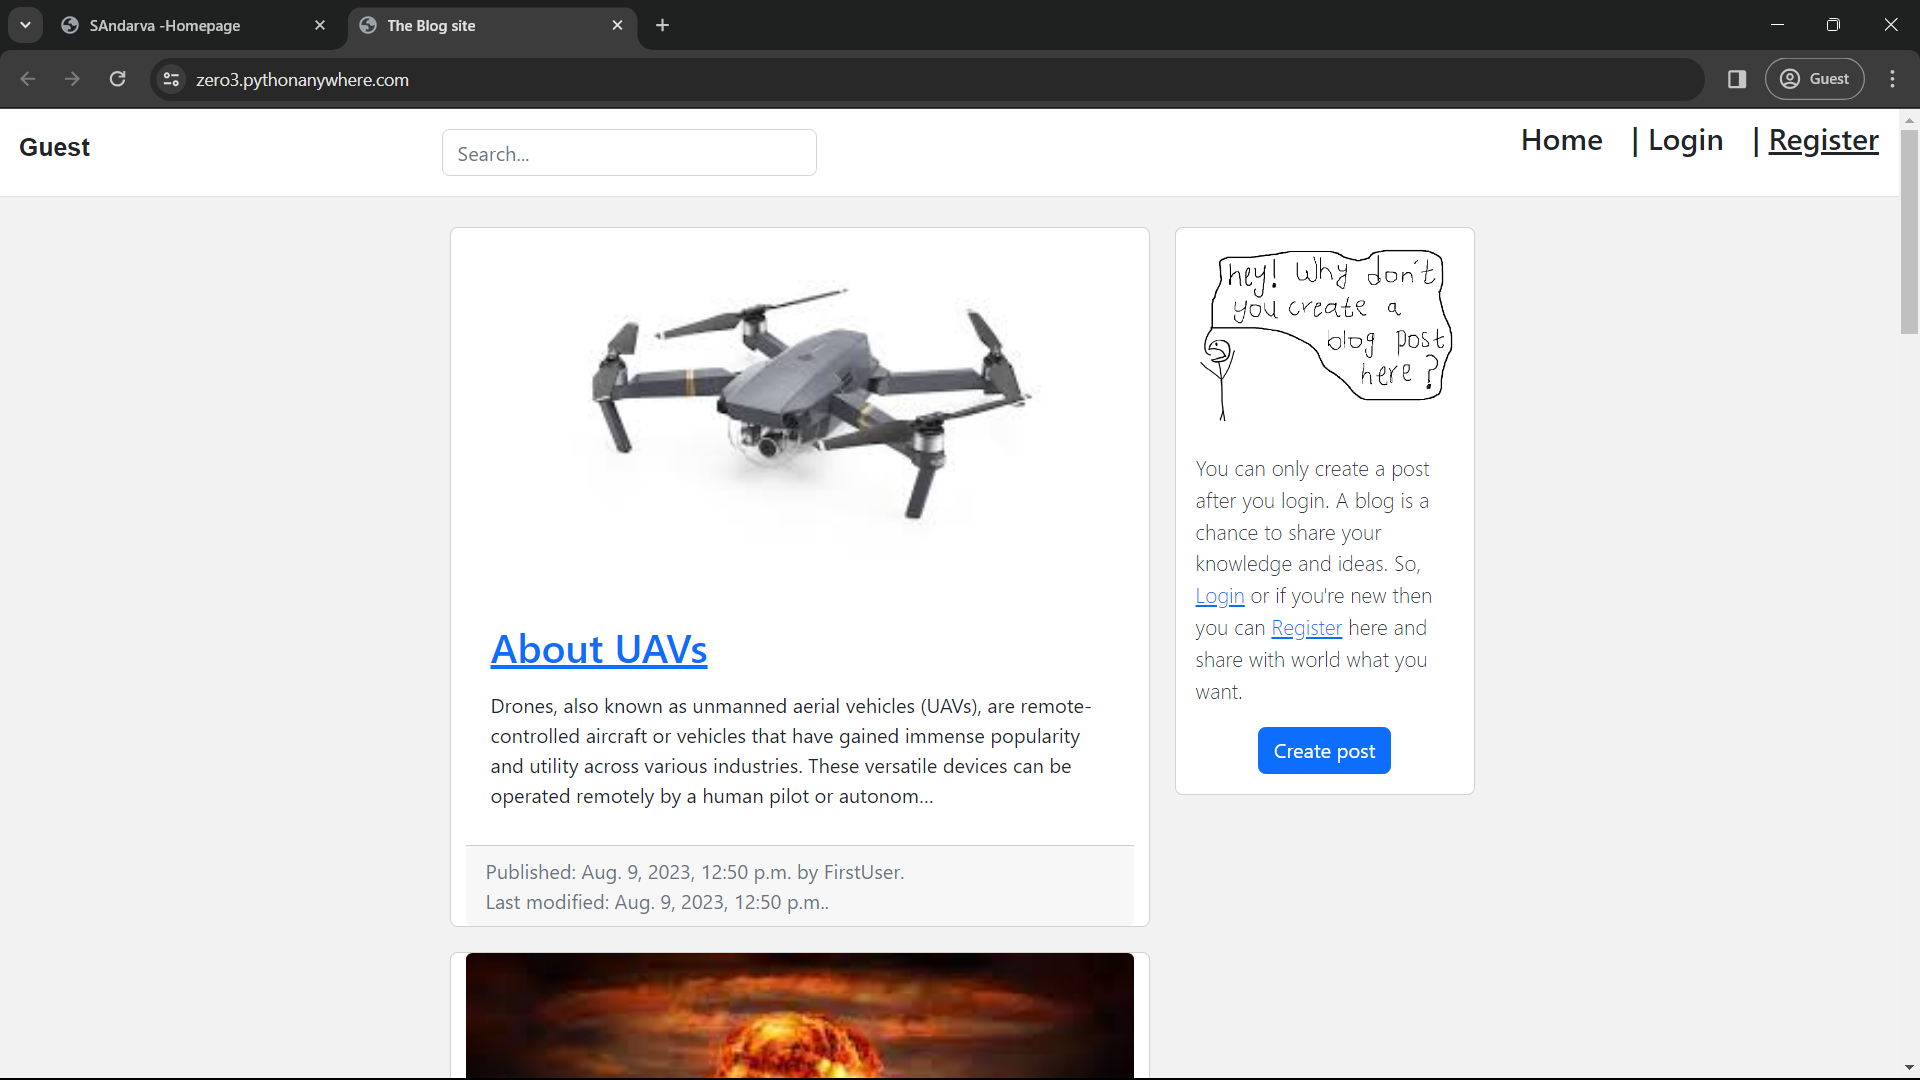 SAndarva -Homepage
The Blog site
zero3.pythonanywhere.com
Guest
Guest
Search...
Home | Login | Register
hey! Why don't
you create a
blog post
here?
About UAVs
Drones, also known as unmanned aerial vehicles (UAVs), are remote-
controlled aircraft or vehicles that have gained immense popularity
and utility across various industries. These versatile devices can be
operated remotely by a human pilot or autonom...
Published: Aug. 9, 2023, 12:50 p.m. by FirstUser.
Last modified: Aug. 9, 2023, 12:50 p.m..
You can only create a post
after you login. A blog is a
chance to share your
knowledge and ideas. So,
Login or if you're new then
you can Register here and
share with world what you
want.
Create post